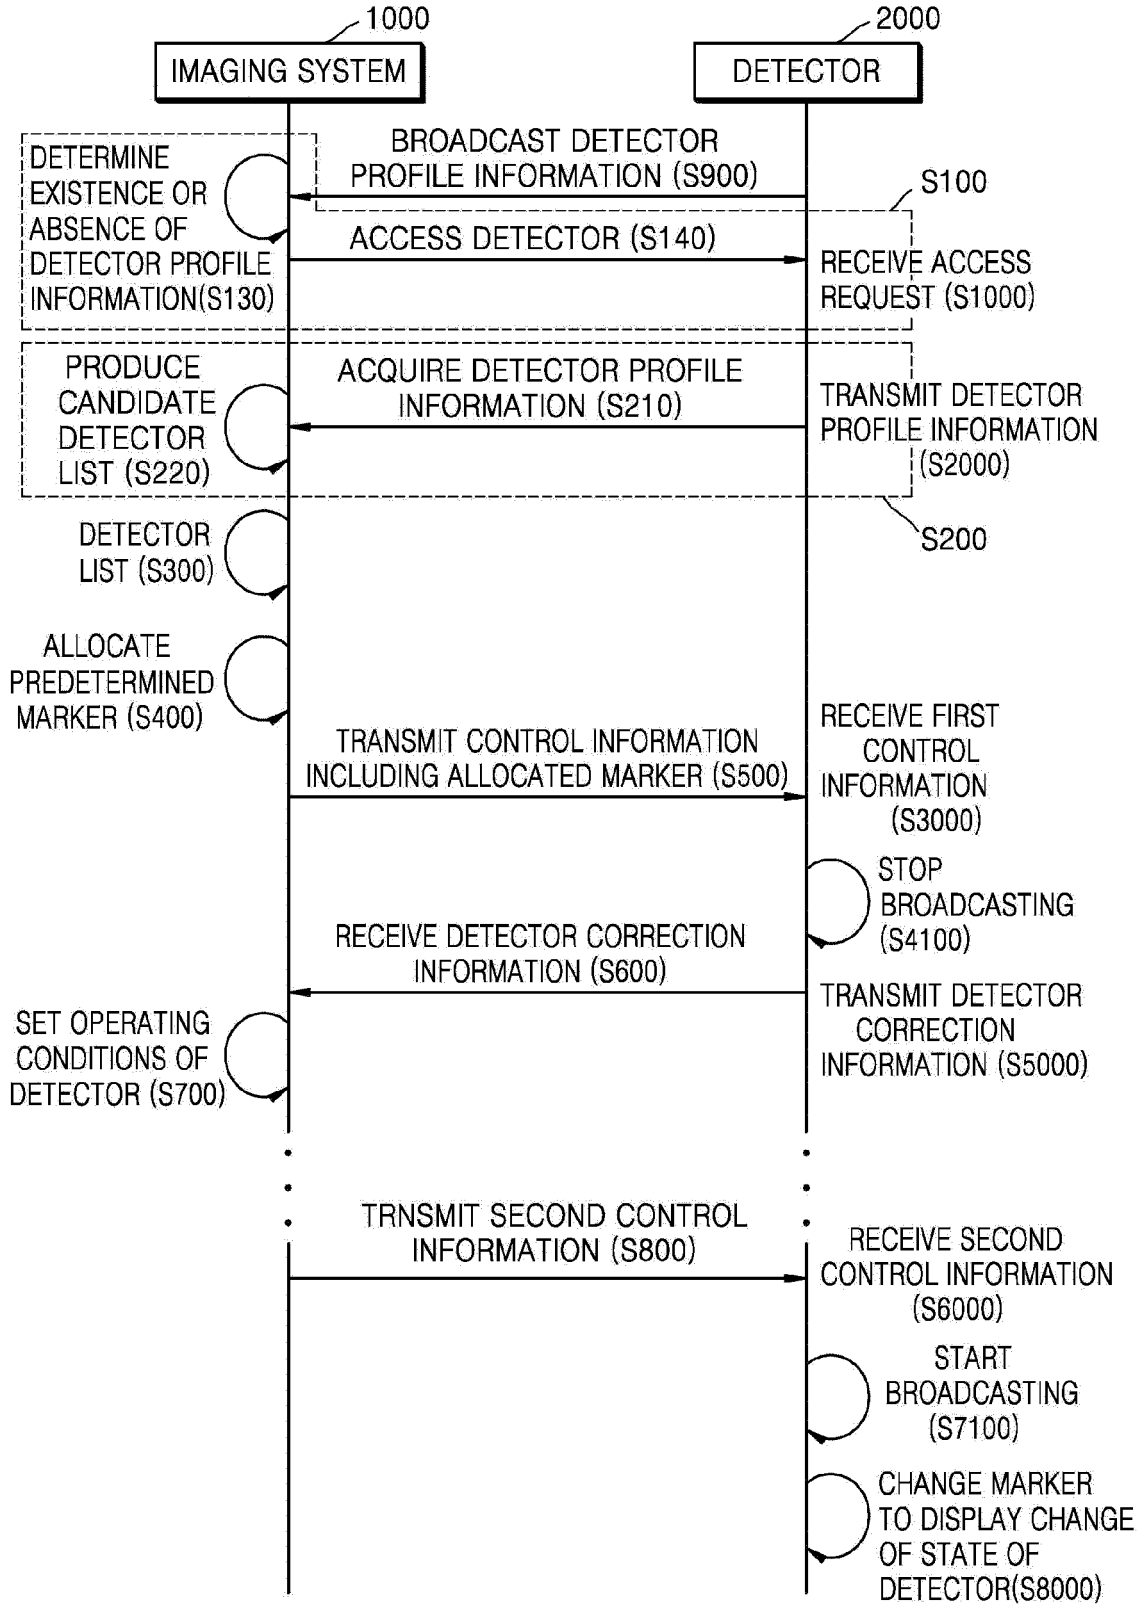 1000
2000
IMAGING SYSTEM
DETECTOR
BROADCAST DETECTOR
PROFILE INFORMATION (S900)
DETERMINE
EXISTENCE OR
ABSENCE OF
DETECTOR PROFILE
INFORMATION(S130)
S100
ACCESS DETECTOR (S140)
RECEIVE ACCESS
REQUEST (S1000)
PRODUCE
CANDIDATE
DETECTOR
LIST (S220)
ACQUIRE DETECTOR PROFILE
INFORMATION (S210)
TRANSMIT DETECTOR
PROFILE INFORMATION
(S2000)
S200
DETECTOR
LIST (S300)
ALLOCATE
PREDETERMINED
MARKER (S400)
TRANSMIT CONTROL INFORMATION
INCLUDING ALLOCATED MARKER (S500)
RECEIVE FIRST
CONTROL
INFORMATION
(S3000)
STOP
BROADCASTING
(S4100)
RECEIVE DETECTOR CORRECTION
INFORMATION (S600)
TRANSMIT DETECTOR
CORRECTION
INFORMATION (S5000)
SET OPERATING
CONDITIONS OF
DETECTOR (S700)
TRNSMIT SECOND CONTROL
INFORMATION (S800)
RECEIVE SECOND
CONTROL INFORMATION
(S6000)
START
BROADCASTING
(S7100)
CHANGE MARKER
TO DISPLAY CHANGE
OF STATE OF
DETECTOR(S8000)